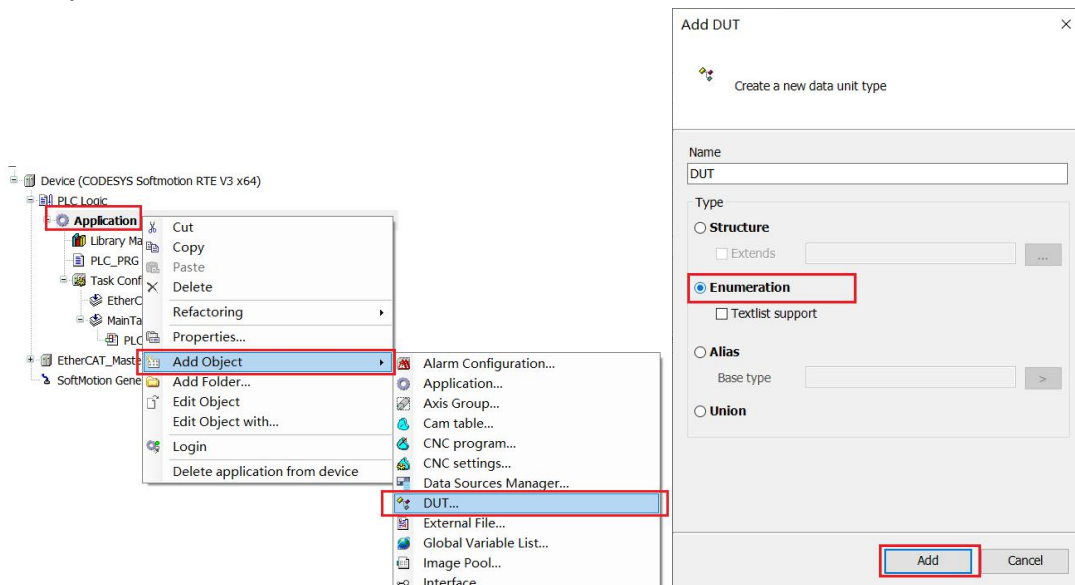 Device (CODESYS Softmotion RTE V3 x64)
PLC Logic
Application
Library Ma
PLC_PRG
Task Conf
EtherC
MainTa
PLC
EtherCAT_Maste
SoftMotion Gene
Cut
Copy
Paste
Delete
Refactoring
Properties...
Add Object
Add Folder...
Edit Object
Edit Object with...
Login
Delete application from device
Alarm Configuration...
Application...
Axis Group...
Cam table...
CNC program...
CNC settings...
Data Sources Manager...
DUT...
External File...
Global Variable List...
Image Pool...
Interface
Add DUT
Create a new data unit type
Name
DUT
Type
Structure
Extends
...
Enumeration
Textlist support
Alias
Base type
>
Union
Add
Cancel